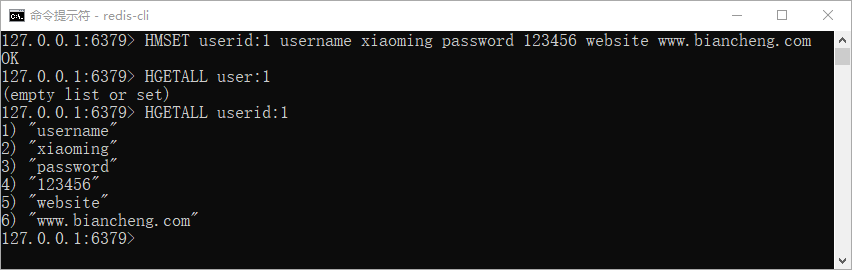 命令提示符 - redis-cli
127.0.0.1:6379> HMSET userid:1 username xiaoming password 123456 website www.biancheng.com
OK
127.0.0.1:6379> HGETALL user:1
(empty list or set)
127.0.0.1:6379> HGETALL userid:1
1) "username"
2) "xiaoming"
3) "password"
4) "123456"
5) "website"
6) "www.biancheng.com"
127.0.0.1:6379>